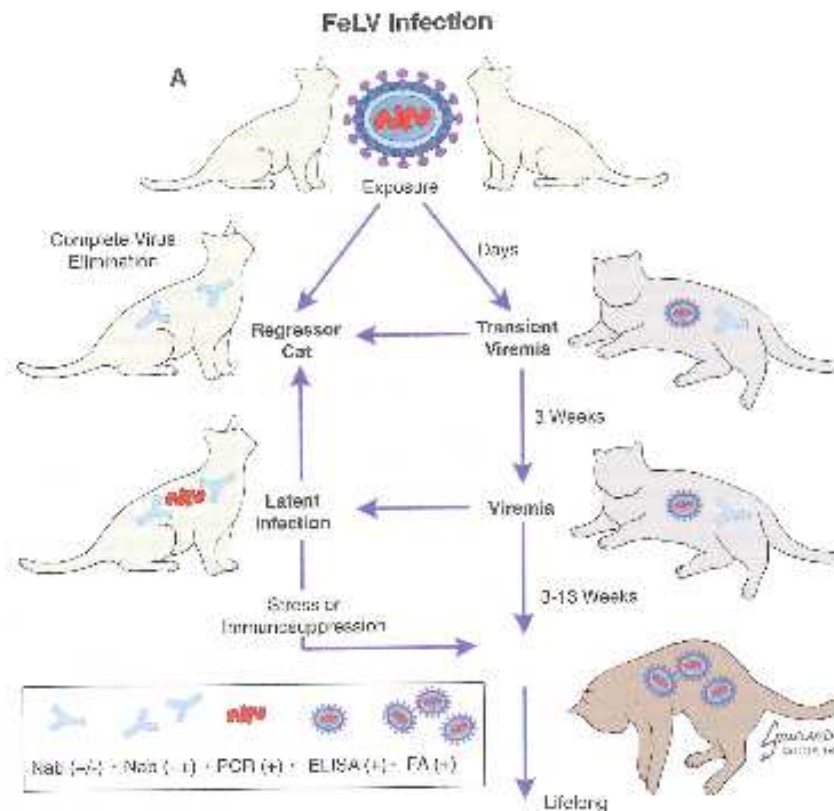 FeLV Infection
A
Exposure
Complete Virus
Elimination
Days
Regressor
Cat
Transient
Viremia
3 Weeks
Latent
Infection
Viremia
3-13 Weeks
Stress or
Immunosuppression
Nab • Nab • PCR (+) • ELISA (+) • FA (+)
Lifelong